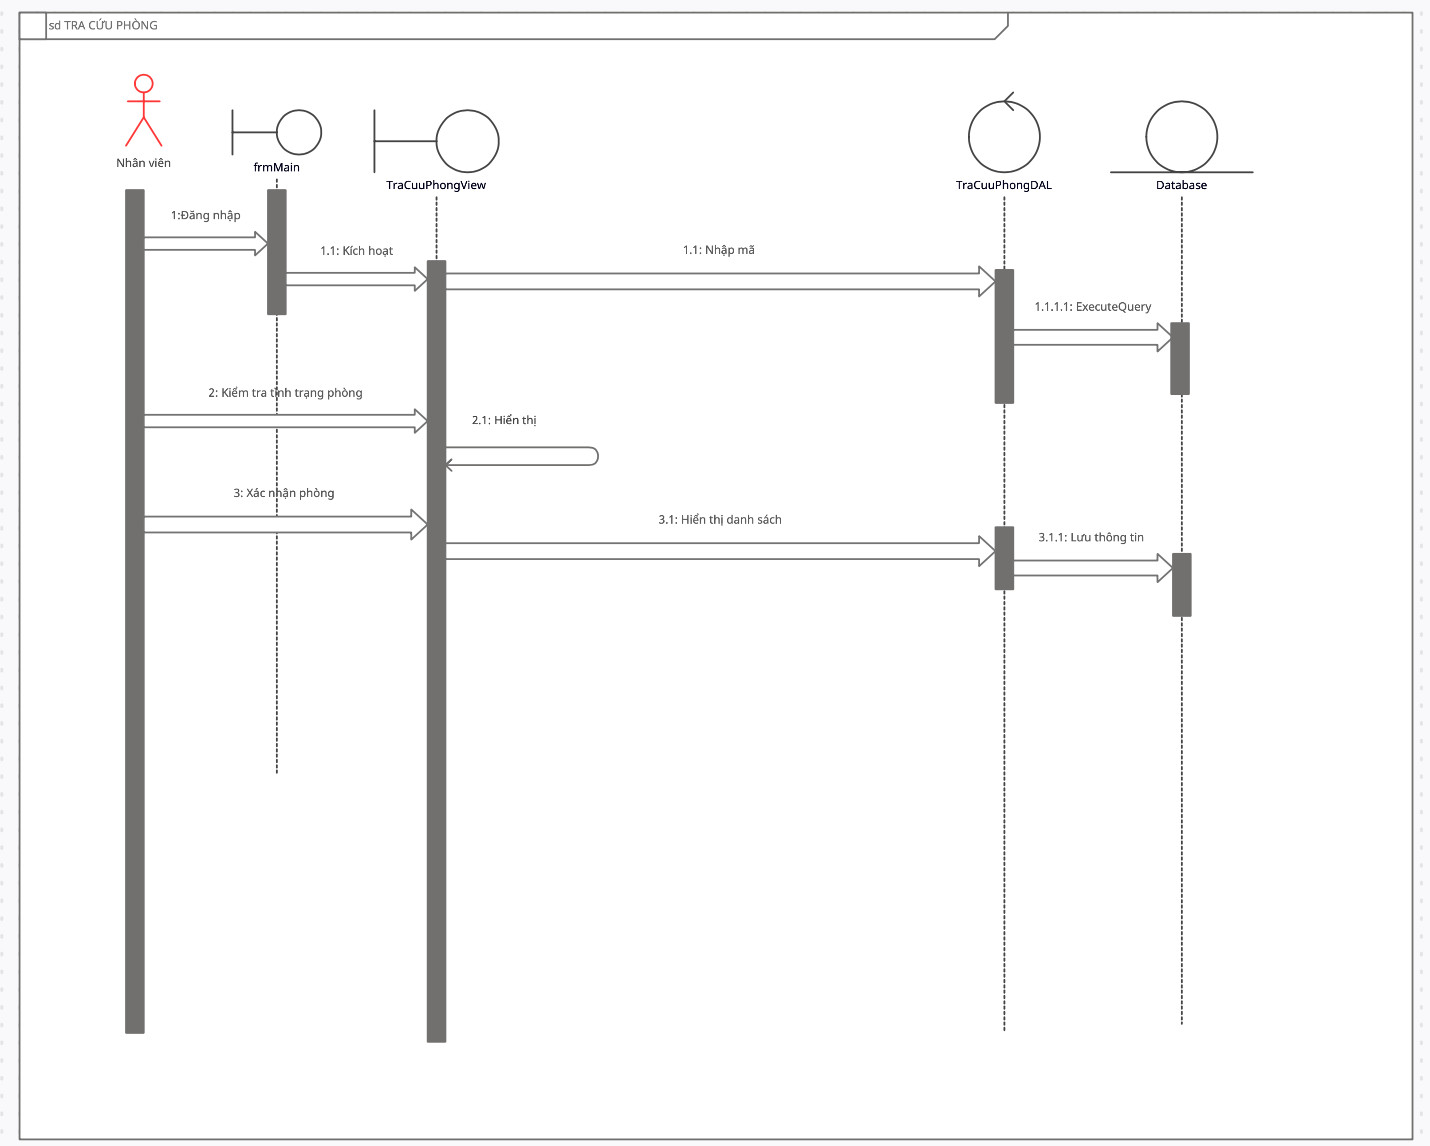 sd TRA CỨU PHÒNG
Nhân viên
frmMain
TraCuuPhongView
TraCuuPhongDAL
Database
1:Đăng nhập
1.1: Kích hoạt
1.1: Nhập mã
1.1.1.1: ExecuteQuery
2: Kiểm tra tình trạng phòng
2.1: Hiển thị
3: Xác nhận phòng
3.1: Hiển thị danh sách
3.1.1: Lưu thông tin